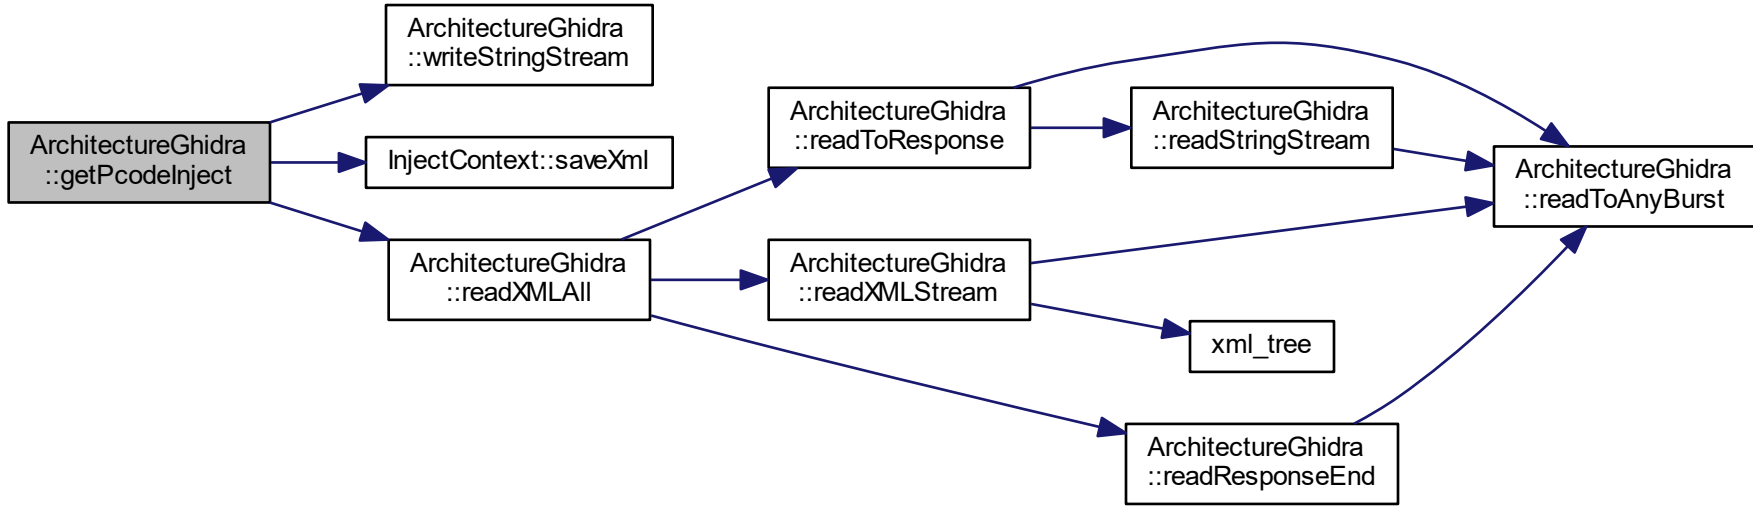 ArchitectureGhidra
::getPcodeInject
ArchitectureGhidra
::writeStringStream
InjectContext::saveXml
ArchitectureGhidra
::readXMLAll
ArchitectureGhidra
::readToResponse
ArchitectureGhidra
::readXMLStream
ArchitectureGhidra
::readStringStream
xml_tree
ArchitectureGhidra
::readResponseEnd
ArchitectureGhidra
::readToAnyBurst